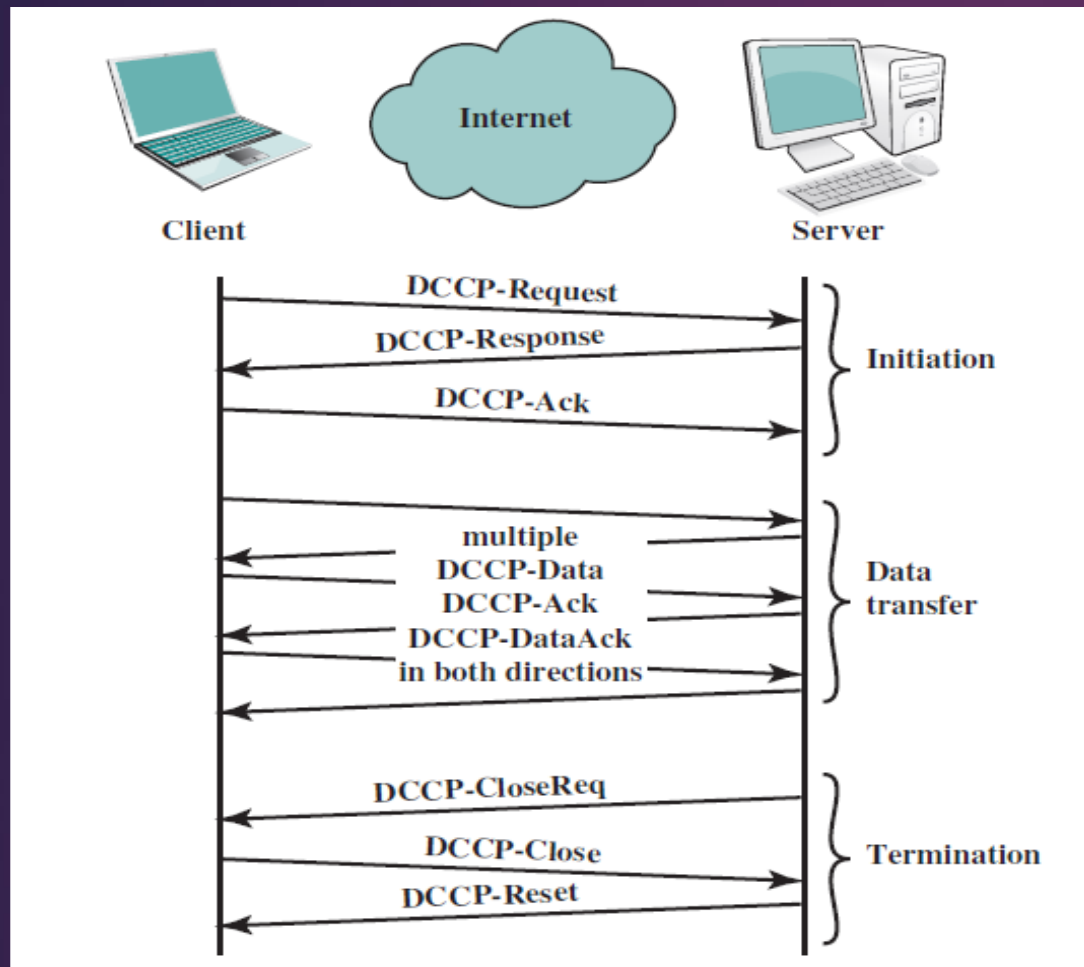 Internet
Client
Server
DCCP-Request
DCCP-Response
DCCP-Ack
Initiation
multiple
DCCP-Data
DCCP-Ack
DCCP-DataAck
in both directions
Data
transfer
DCCP-CloseReq
DCCP-Close
DCCP-Reset
Termination